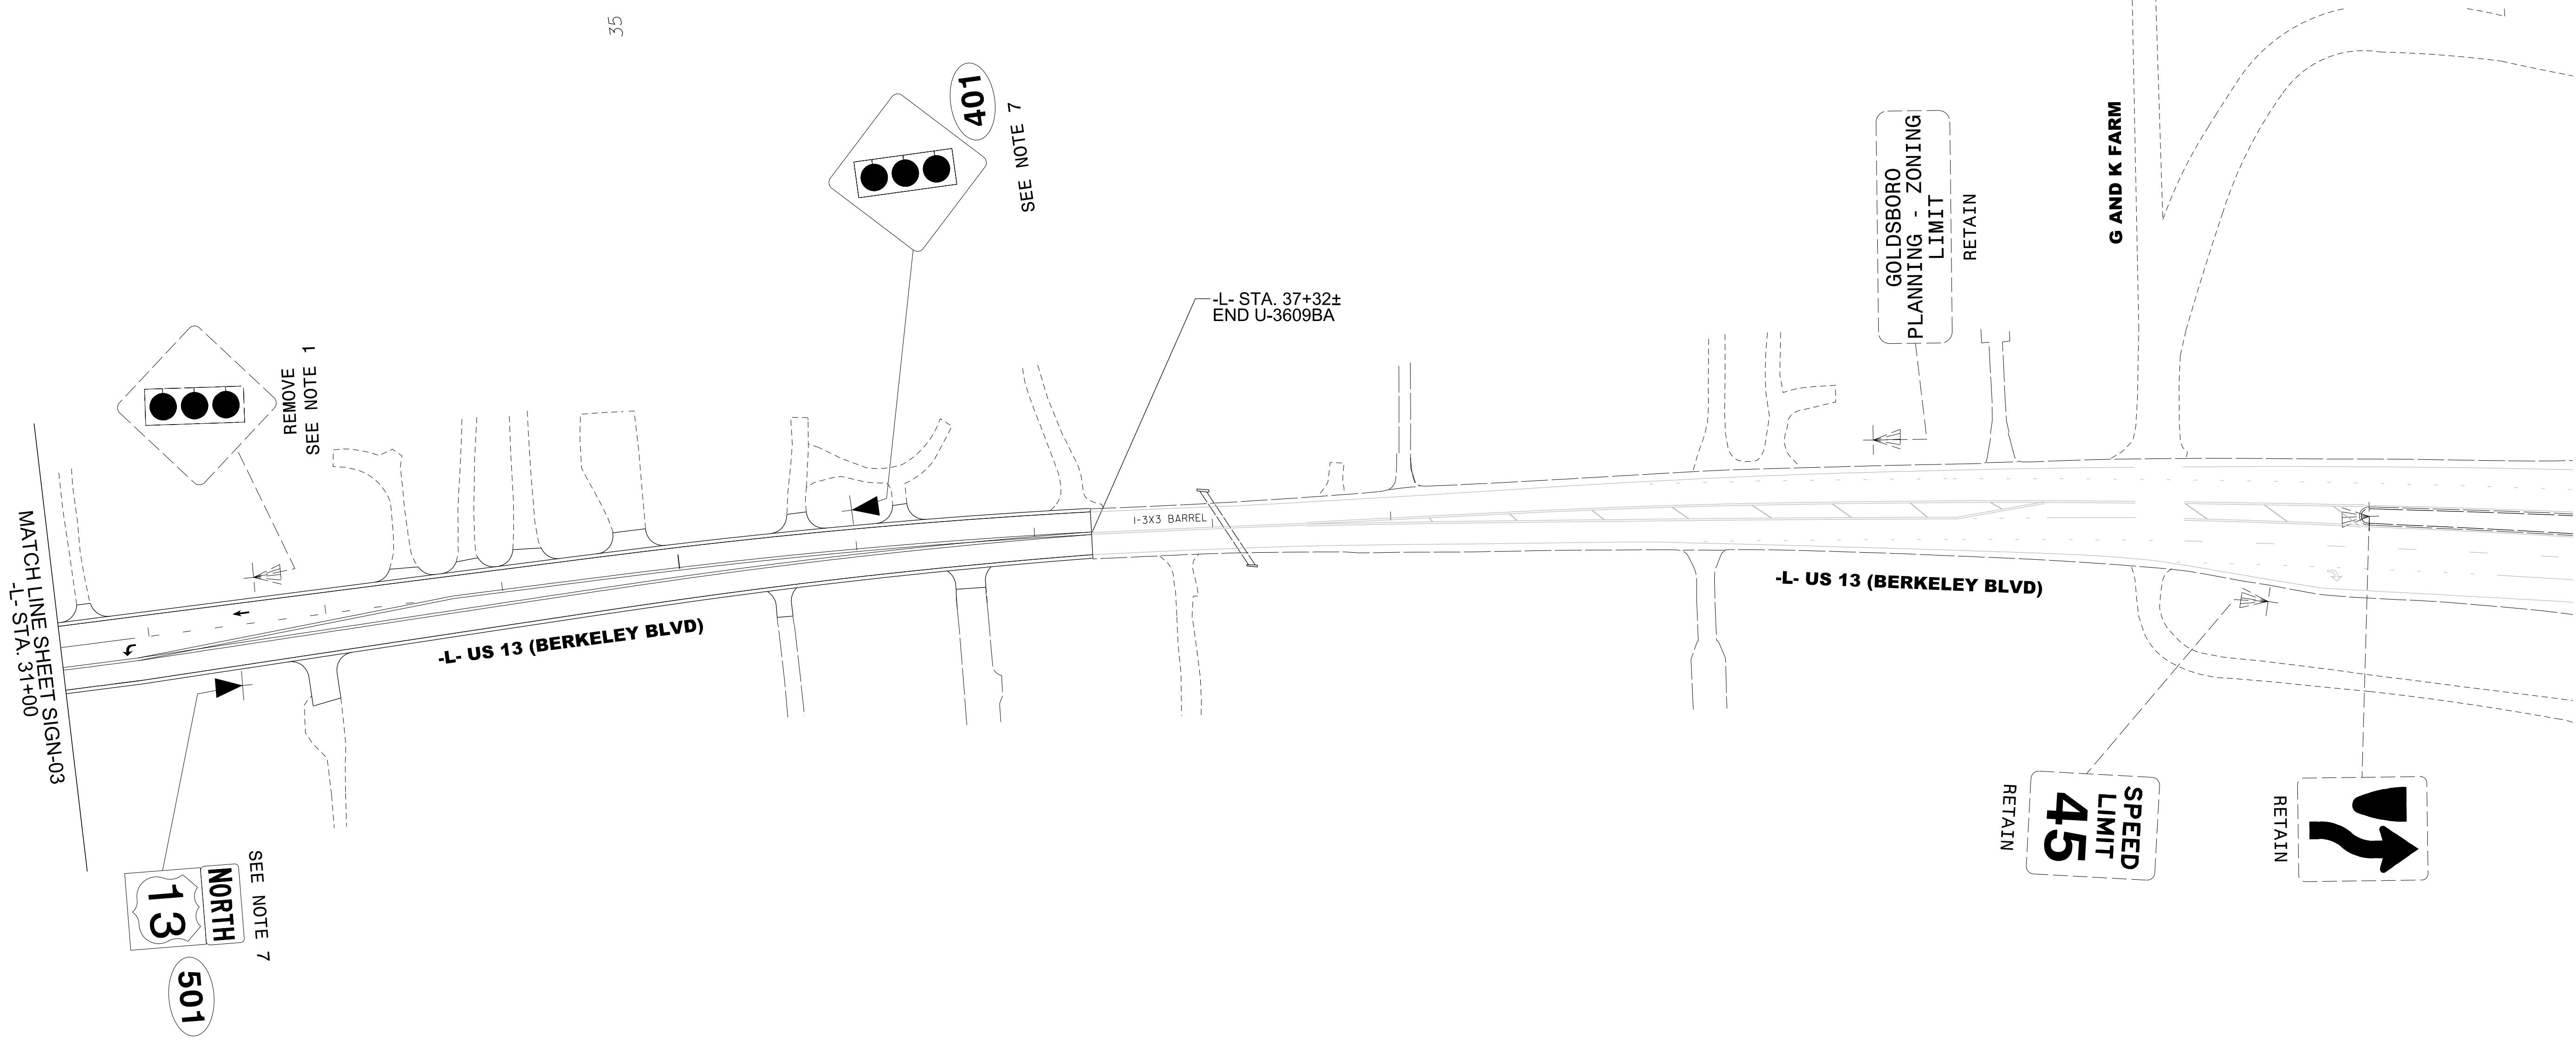 35
401
SEE NOTE 7
-L- STA. 37+32±
END U-3609BA
GOLDSBORO
PLANNING - ZONING
LIMIT
RETAIN
G AND K FARM
REMOVE
SEE NOTE 1
MATCH LINE SHEET SIGN-03
-L- STA. 31+00
1-3X3 BARREL
-L- US 13 (BERKELEY BLVD)
-L- US 13 (BERKELEY BLVD)
NORTH
13
SEE NOTE 7
501
SPEED
LIMIT
45
RETAIN
RETAIN